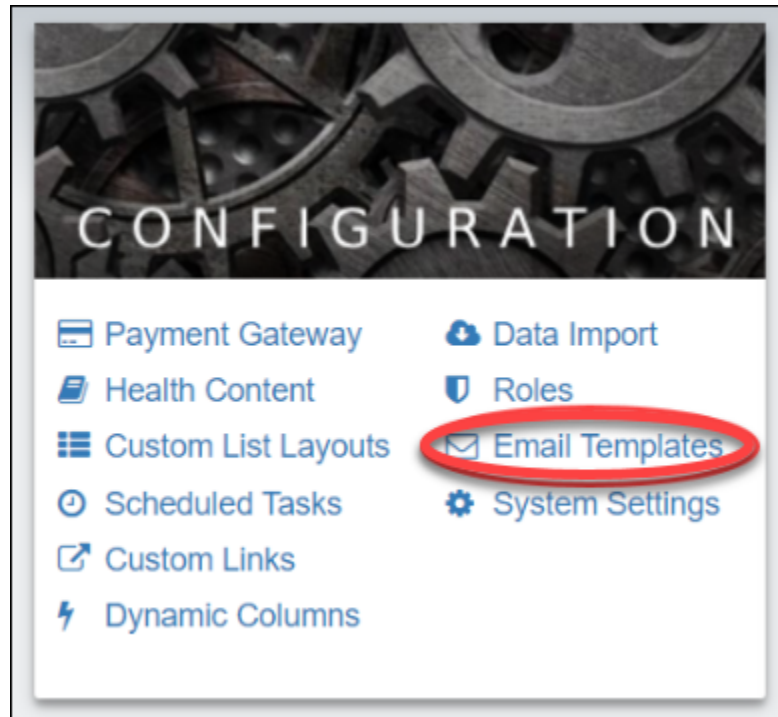 CONFIGURATION
Payment Gateway
Health Content
Custom List Layouts
Scheduled Tasks
Custom Links
Dynamic Columns
Data Import
Roles
Email Templates
System Settings